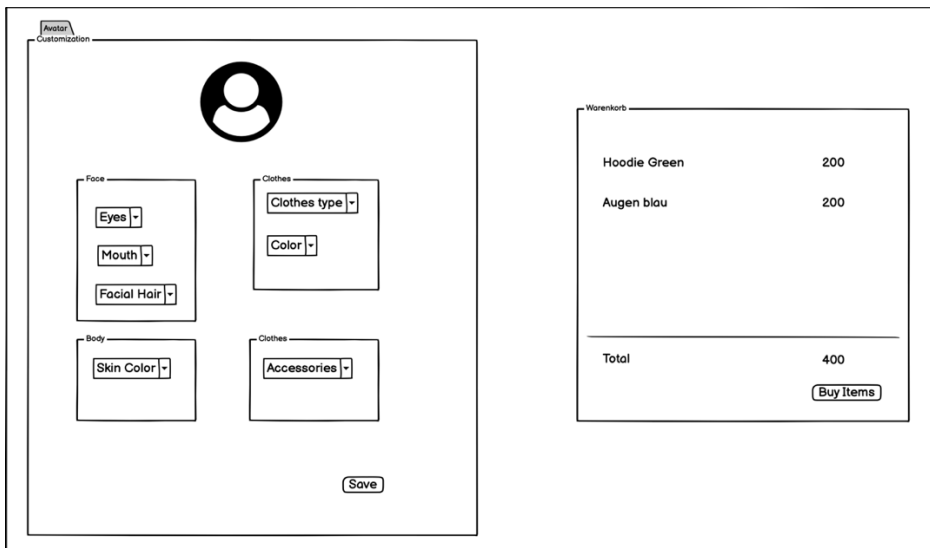 Avatar
Customization
Face
Eyes
Mouth
Facial Hair
Clothes
Clothes type
Color
Body
Skin Color
Clothes
Accessories
Save
Warenkorb
Hoodie Green 200
Augen blau 200
Total 400
Buy Items